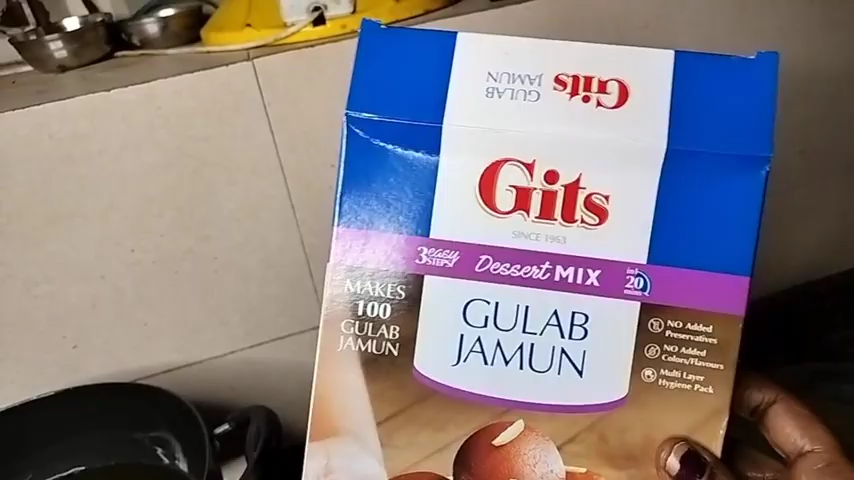 Gits
GULAB
JAMUN
Gits
SINCE 1963
3 easy STEPS!
Dessert MIX
in 20 mins
MAKES
100
GULAB
JAMUN
GULAB
JAMUN
NO Added
Preservatives
NO Added
Colors/Flavours
Multi Layer
Hygiene Pack